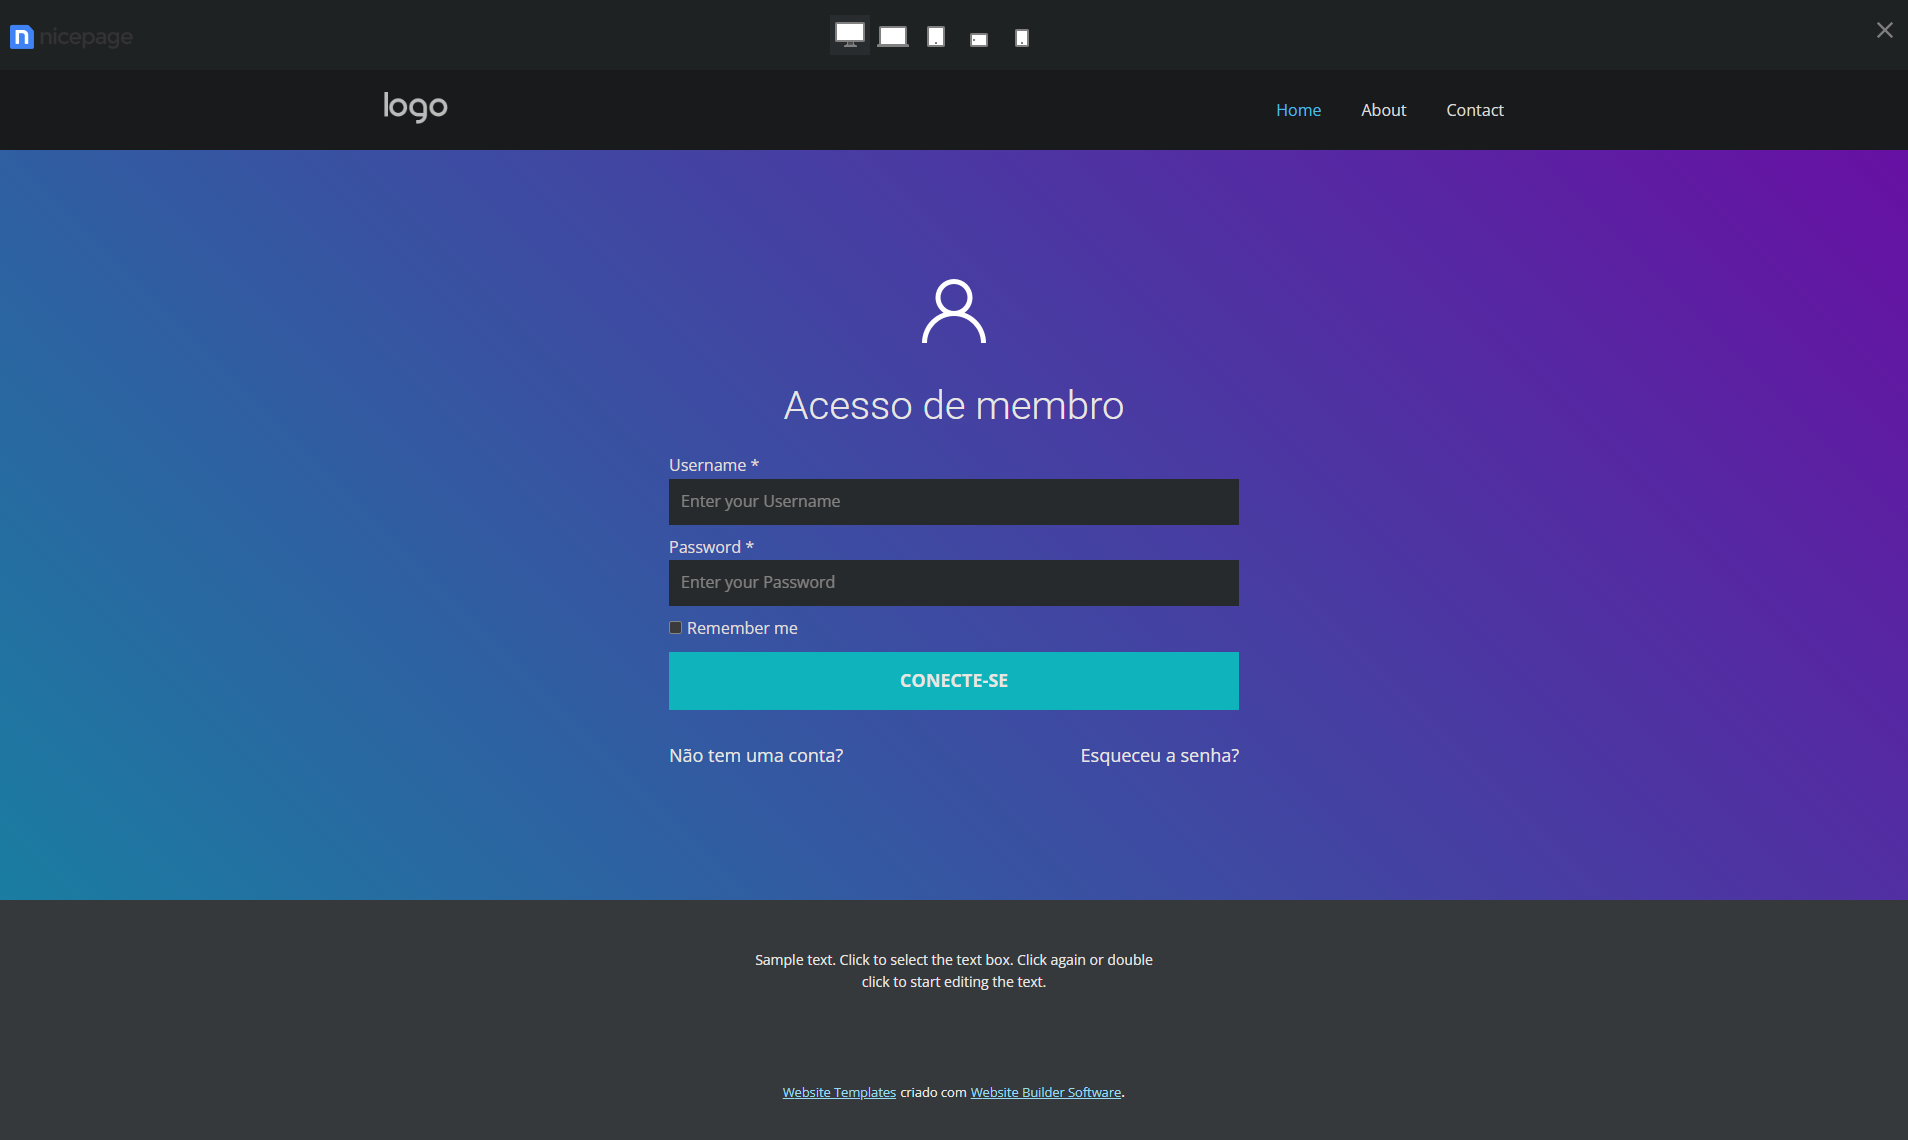 nicepage
logo
Home
About
Contact
Acesso de membro
Username *
Enter your Username
Password *
Enter your Password
Remember me
CONECTE-SE
Não tem uma conta?
Esqueceu a senha?
Sample text. Click to select the text box. Click again or double
click to start editing the text.
Website Templates criado com Website Builder Software.